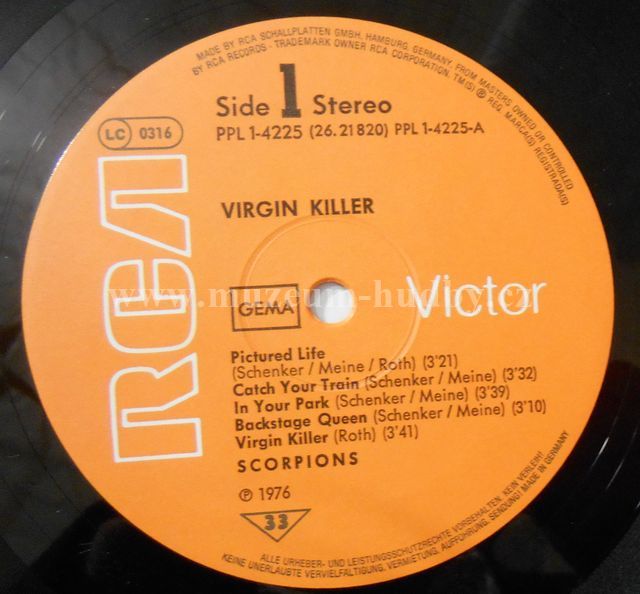 MADE BY RCA SCHALLPLATTEN GMBH, HAMBURG, GERMANY, FROM MASTERS OWNED OR CONTROLLED
BY RCA RECORDS - TRADEMARK OWNER RCA CORPORATION, TM(S) ® REG. MARCA(S) REGISTRADA(S)
Side 1 Stereo
LC 0316
PPL 1-4225 (26.21820) PPL 1-4225-A
RCA
VIRGIN KILLER
www.muzeum-hudby.cz
GEMA
Victor
Pictured Life
(Schenker / Meine / Roth) (3'21)
Catch Your Train (Schenker / Meine) (3'32)
In Your Park (Schenker / Meine) (3'39)
Backstage Queen (Schenker / Meine) (3'10)
Virgin Killer (Roth) (3'41)
SCORPIONS
℗ 1976
33
ALLE URHEBER- UND LEISTUNGSSCHUTZRECHTE VORBEHALTEN. KEIN VERLEIH!
KEINE UNERLAUBTE VERVIELFÄLTIGUNG, VERMIETUNG, AUFFÜHRUNG, SENDUNG! MADE IN GERMANY